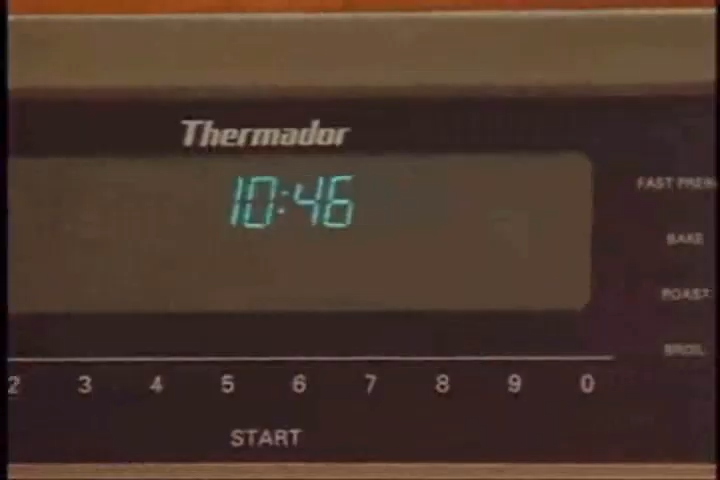 Thermador
10:46
FAST PREH
BAKE
ROAST
BROIL
2 3 4 5 6 7 8 9 0
START